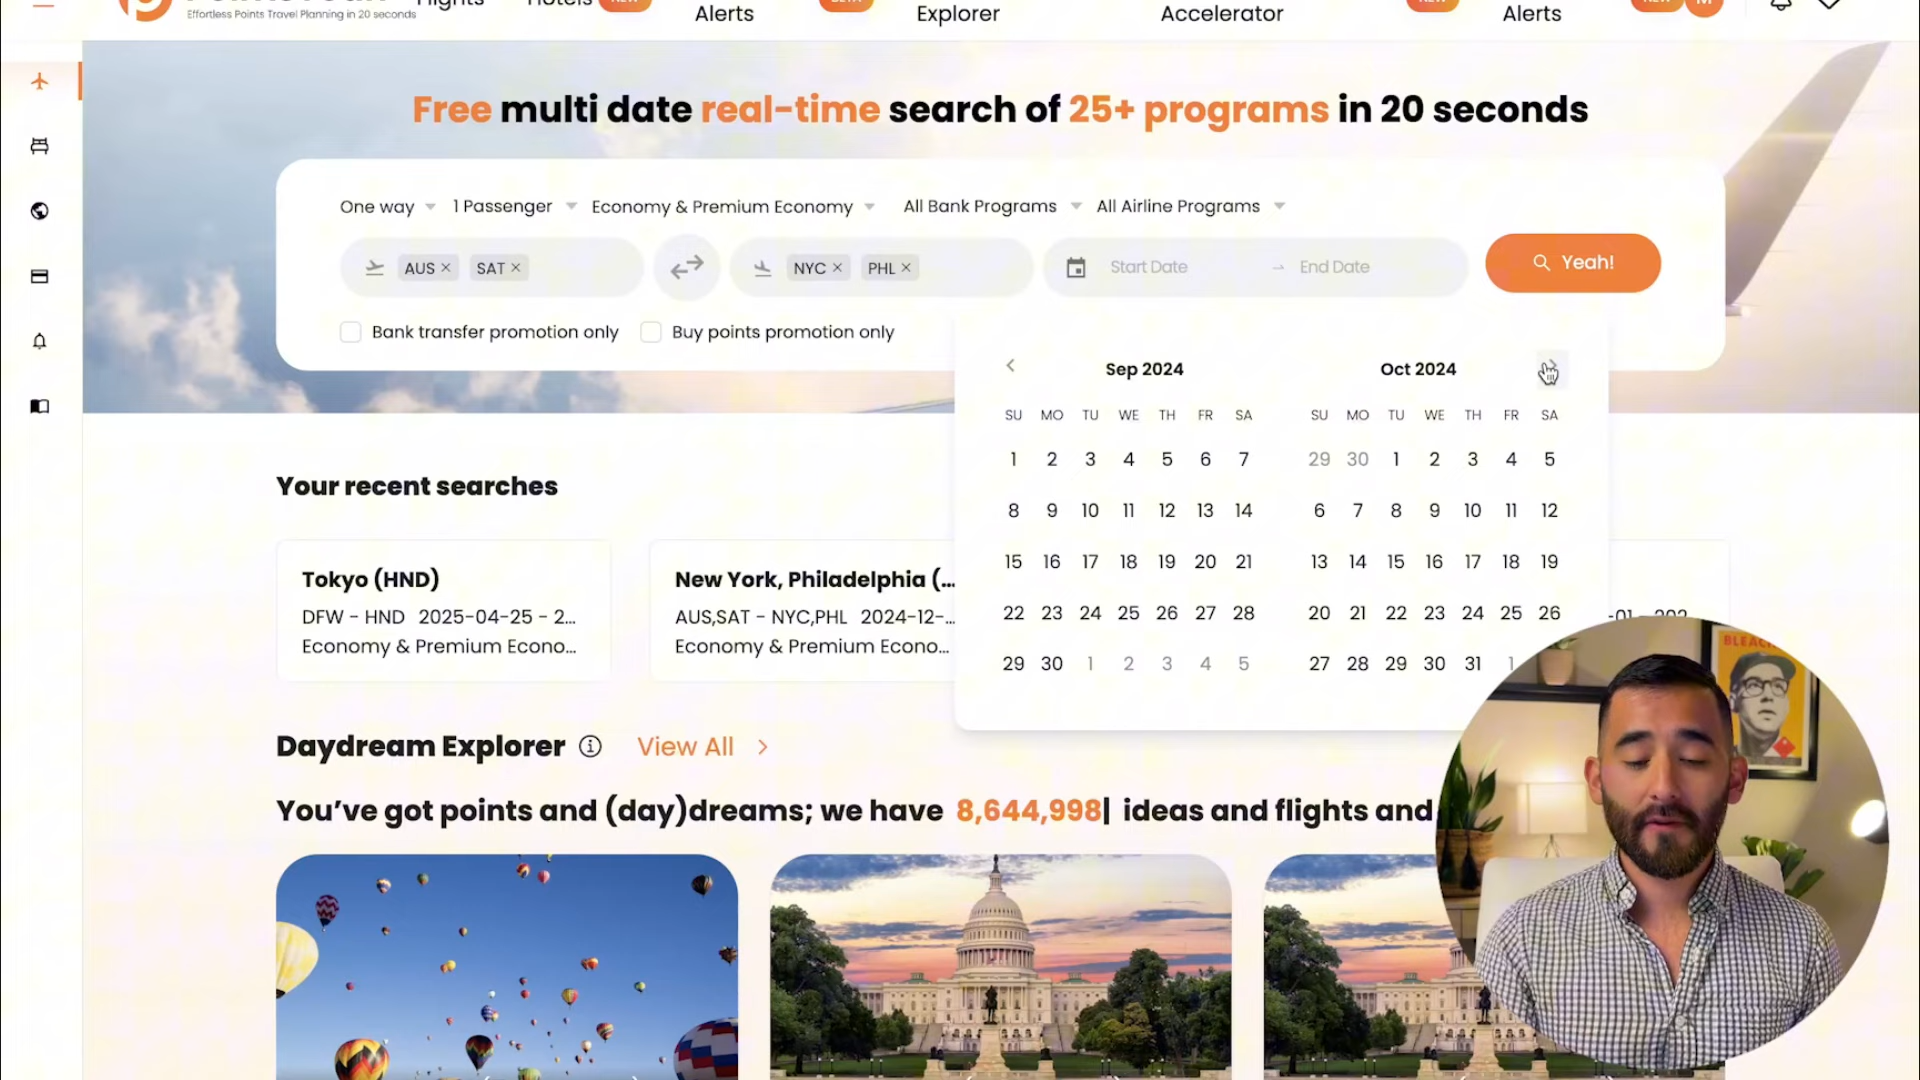 Effortless Points Travel Planning in 20 seconds
Flights
Hotels
NEW
Alerts
BETA
Explorer
Accelerator
NEW
Alerts
NEW
M
Free multi date real-time search of 25+ programs in 20 seconds
One way 1 Passenger Economy & Premium Economy All Bank Programs All Airline Programs
AUS × SAT × NYC × PHL × Start Date → End Date Yeah!
Bank transfer promotion only Buy points promotion only
Sep 2024 Oct 2024
SU MO TU WE TH FR SA SU MO TU WE TH FR SA
1 2 3 4 5 6 7 29 30 1 2 3 4 5
8 9 10 11 12 13 14 6 7 8 9 10 11 12
15 16 17 18 19 20 21 13 14 15 16 17 18 19
22 23 24 25 26 27 28 20 21 22 23 24 25 26
29 30 1 2 3 4 5 27 28 29 30 31 1
Your recent searches
Tokyo (HND)
DFW - HND 2025-04-25 - 2...
Economy & Premium Econo...
New York, Philadelphia (...
AUS,SAT - NYC,PHL 2024-12-...
Economy & Premium Econo...
Daydream Explorer View All >
You've got points and (day)dreams; we have 8,644,998| ideas and flights and